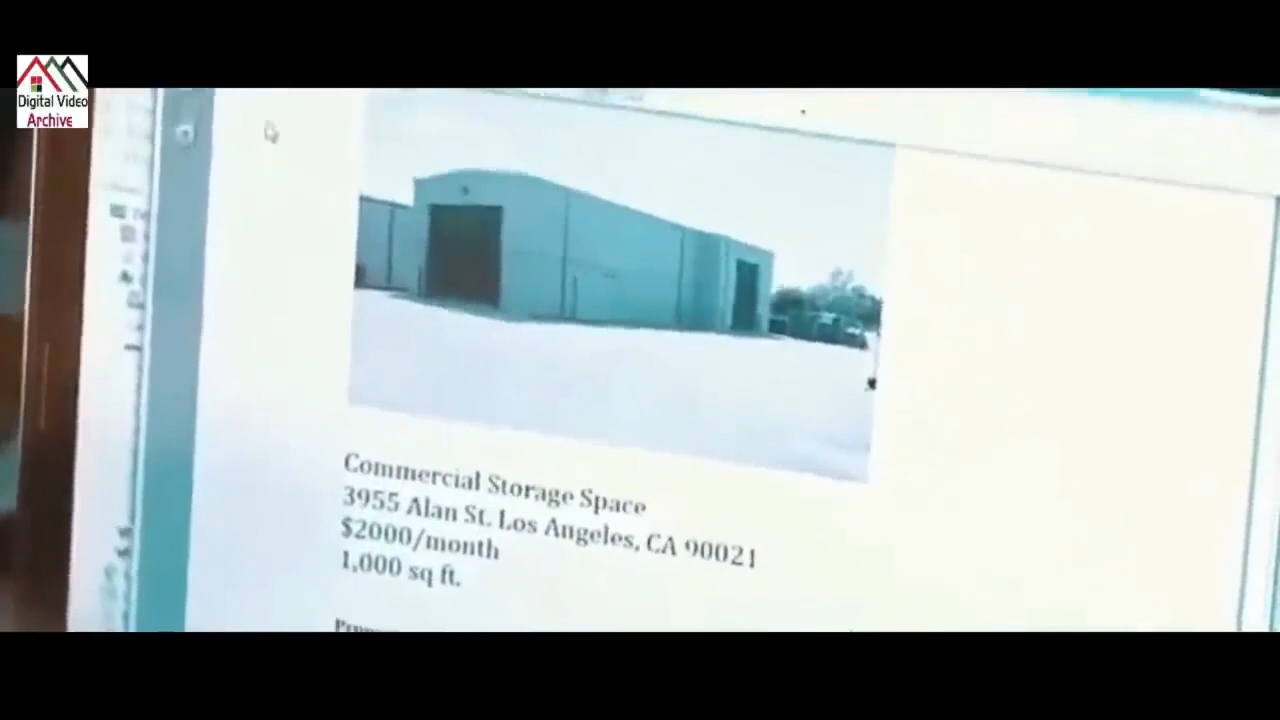 Digital Video
Archive
Commercial Storage Space
3955 Alan St. Los Angeles, CA 90021
$2000/month
1,000 sq ft.